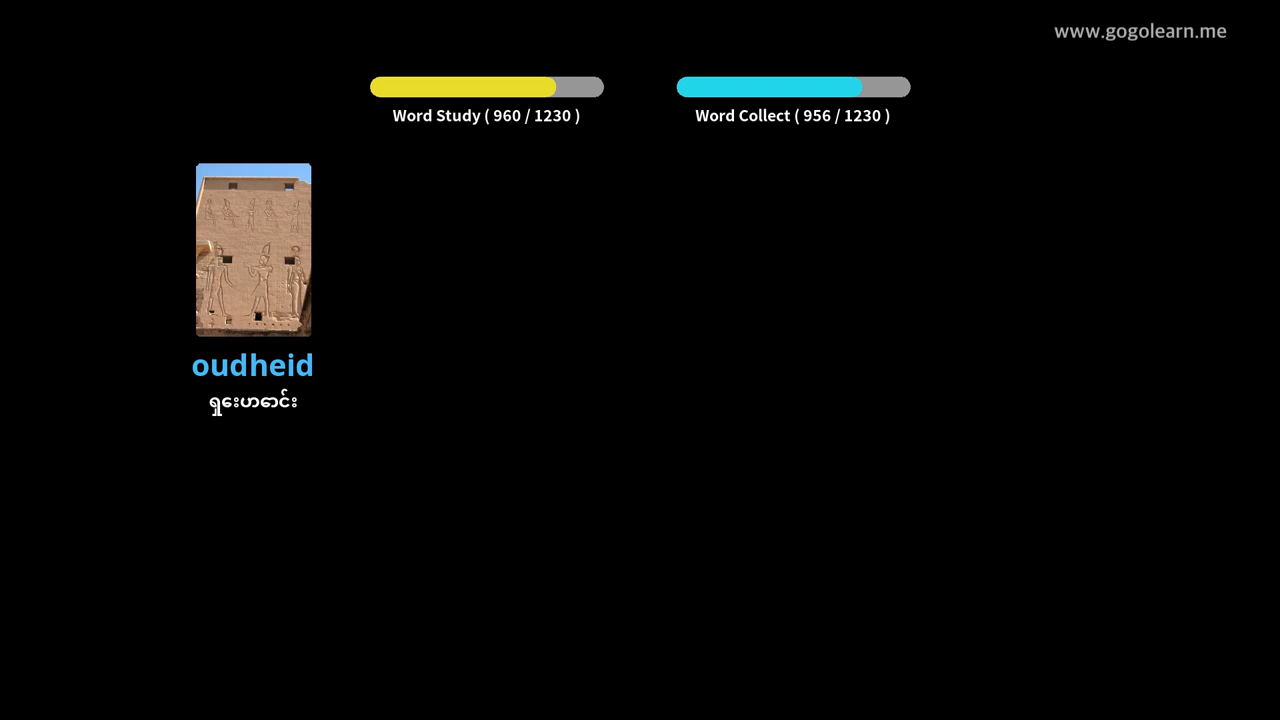 www.gogolearn.me
Word Study ( 960 / 1230 )
Word Collect ( 956 / 1230 )
oudheid
ရှေးဟောင်း